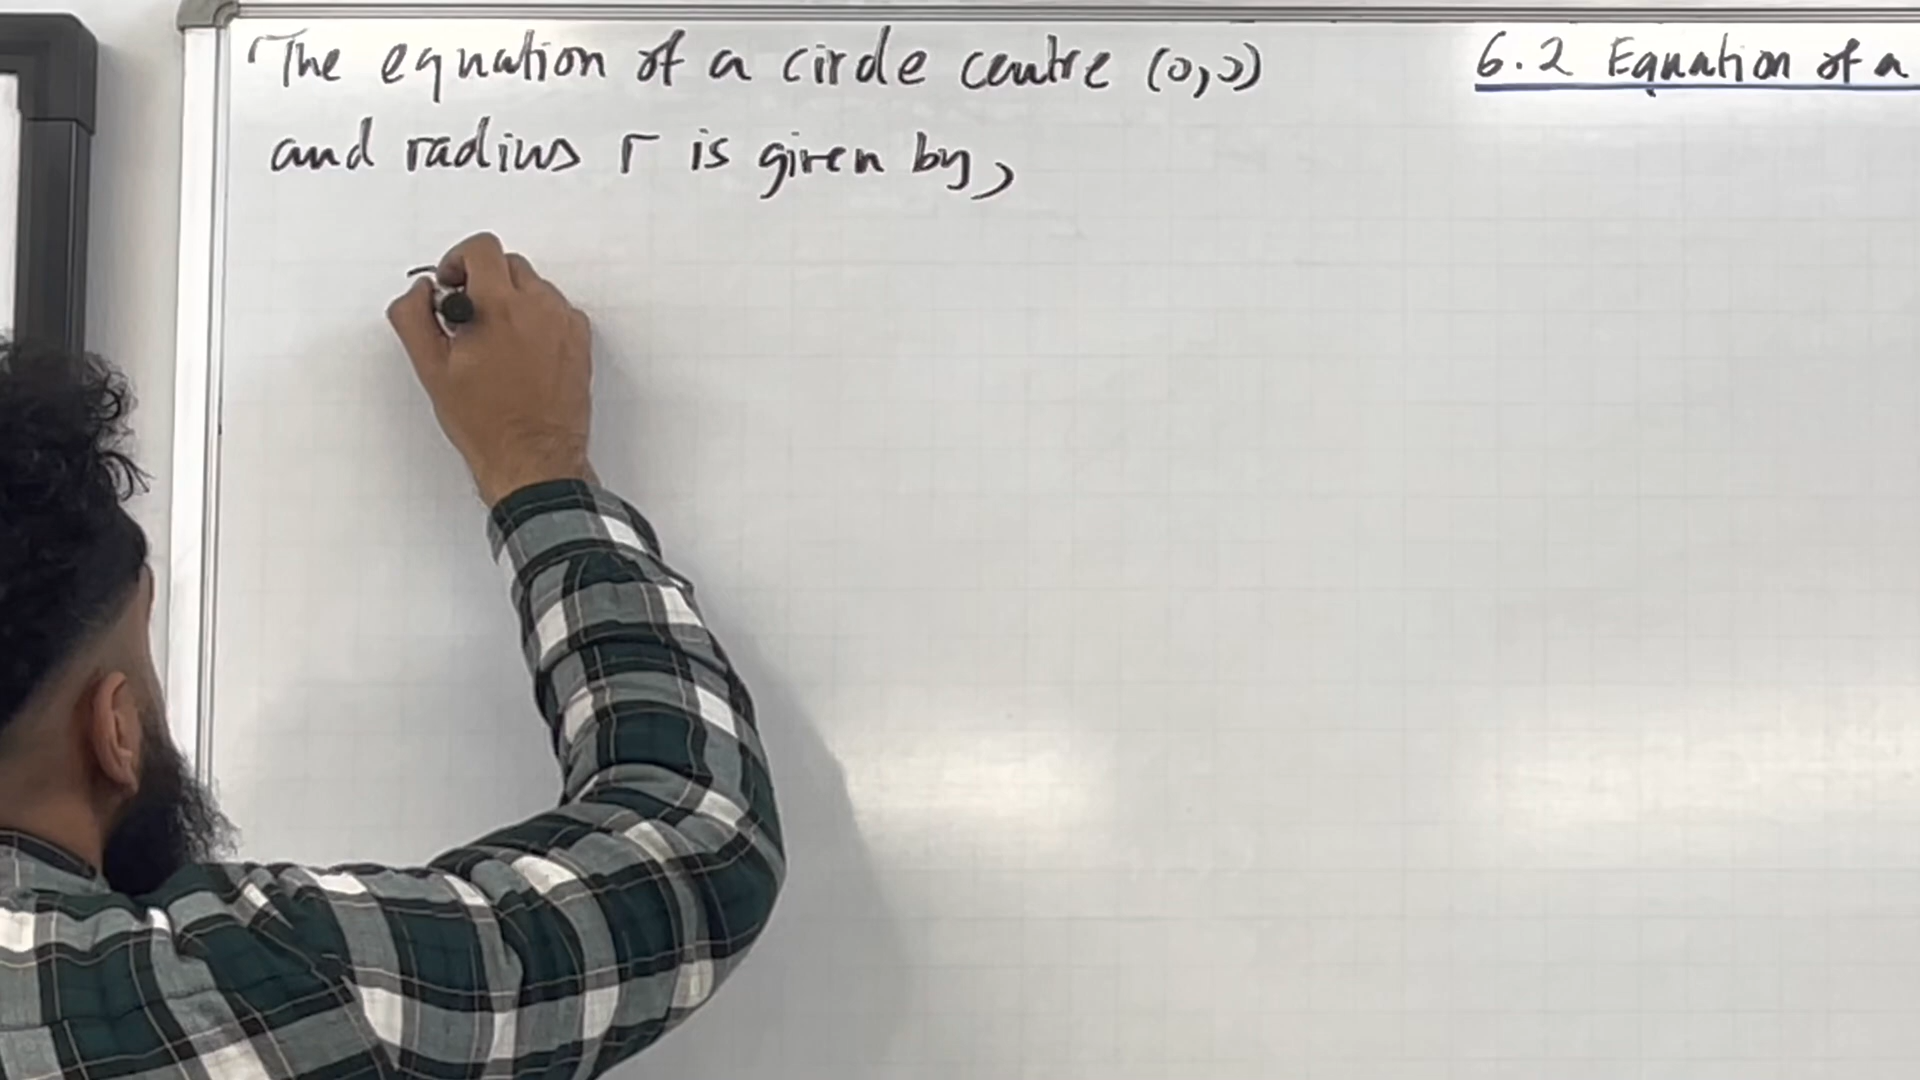 The equation of a circle centre (0,0)
and radius r is given by,
6.2 Equation of a